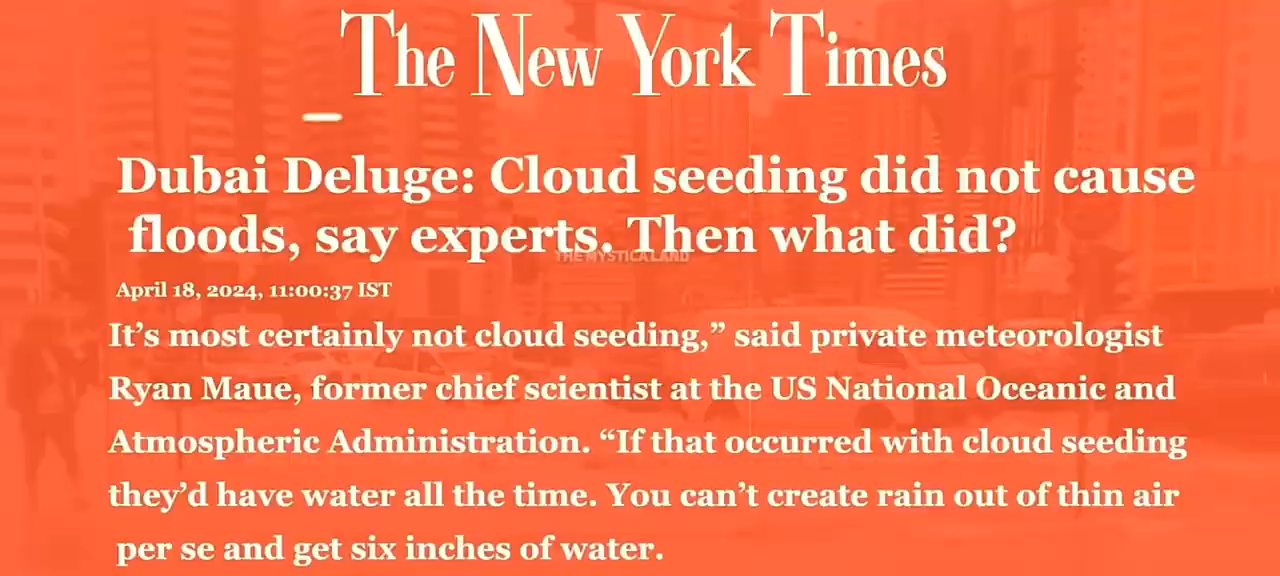 The New York Times
Dubai Deluge: Cloud seeding did not cause
floods, say experts. Then what did?
THE MYSTICA LAND
April 18, 2024, 11:00:37 IST
It’s most certainly not cloud seeding,” said private meteorologist
Ryan Maue, former chief scientist at the US National Oceanic and
Atmospheric Administration. “If that occurred with cloud seeding
they’d have water all the time. You can’t create rain out of thin air
per se and get six inches of water.